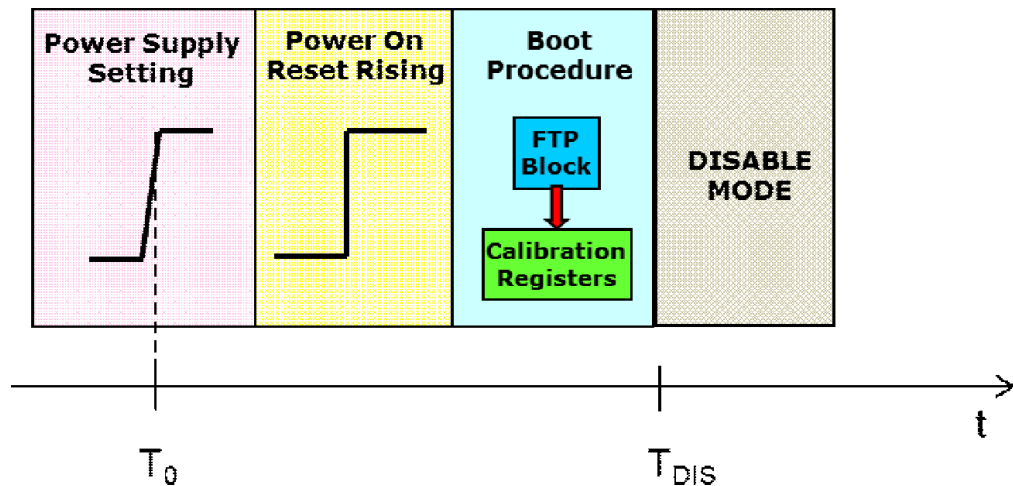 Power Supply
Setting
Power On
Reset Rising
Boot
Procedure
FTP
Block
Calibration
Registers
DISABLE
MODE
t
T0
TDIS